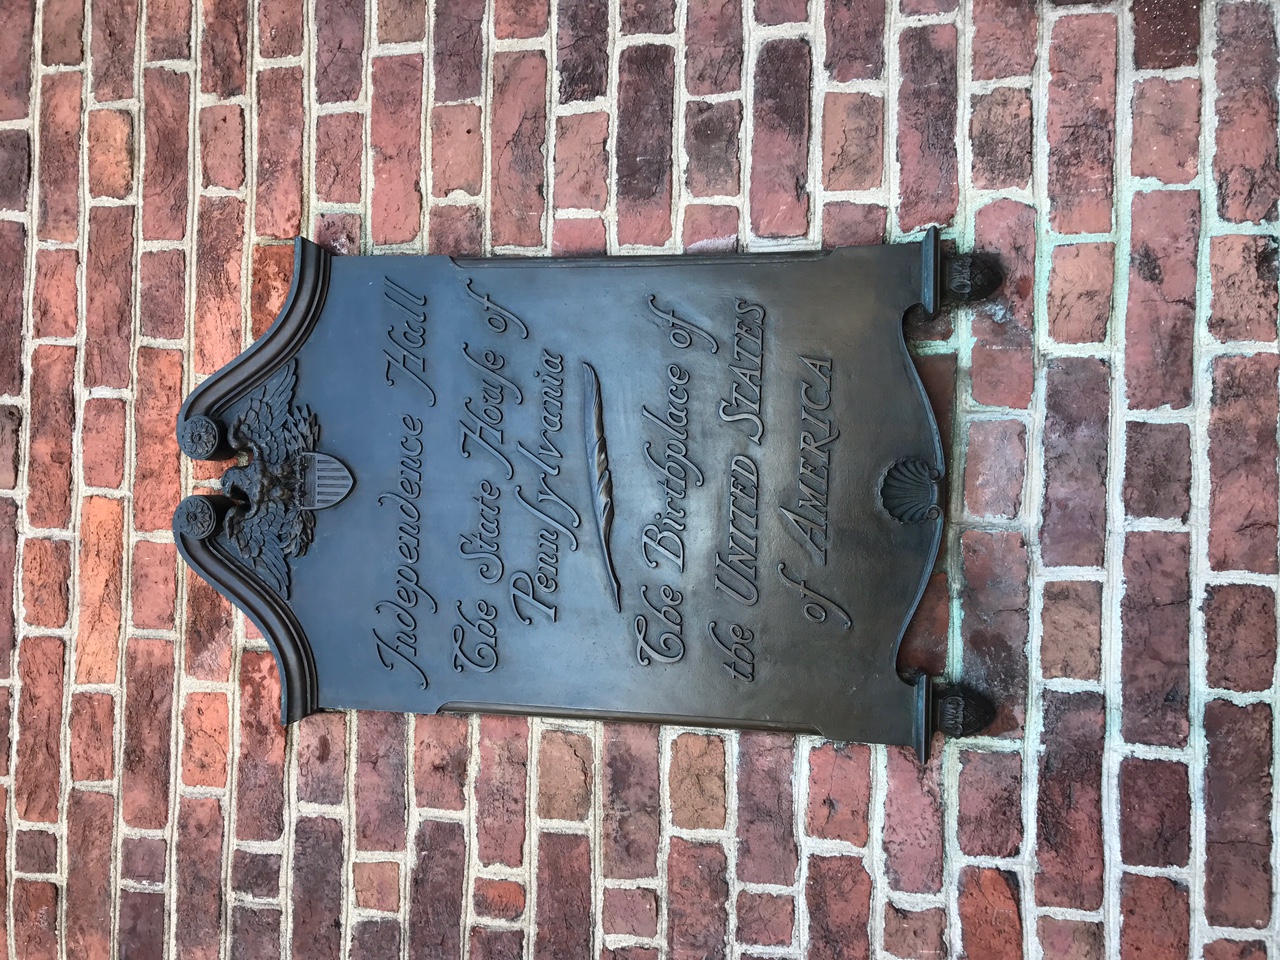 Independence Hall
The State Houſe of
Pennſylvania
The Birthplace of
the UNITED STATES
of AMERICA